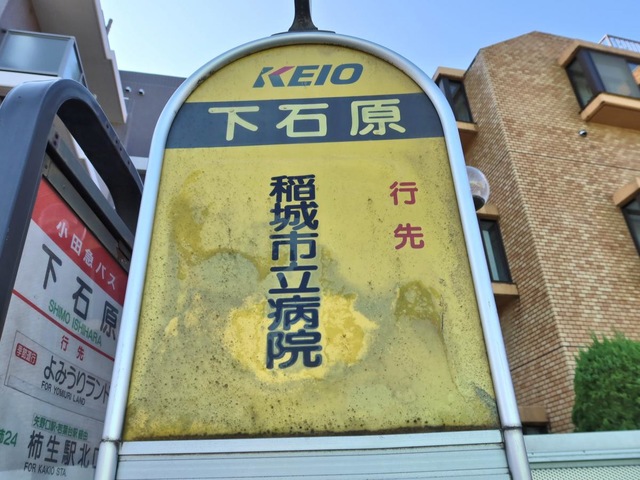 KEIO
下石原
行先
稲城市立病院
小田急バス
下石原
SHIMO ISHIHARA
行先
よみうりランド
FOR YOMIURI LAND
24
柿生駅北口
FOR KAKIO STA